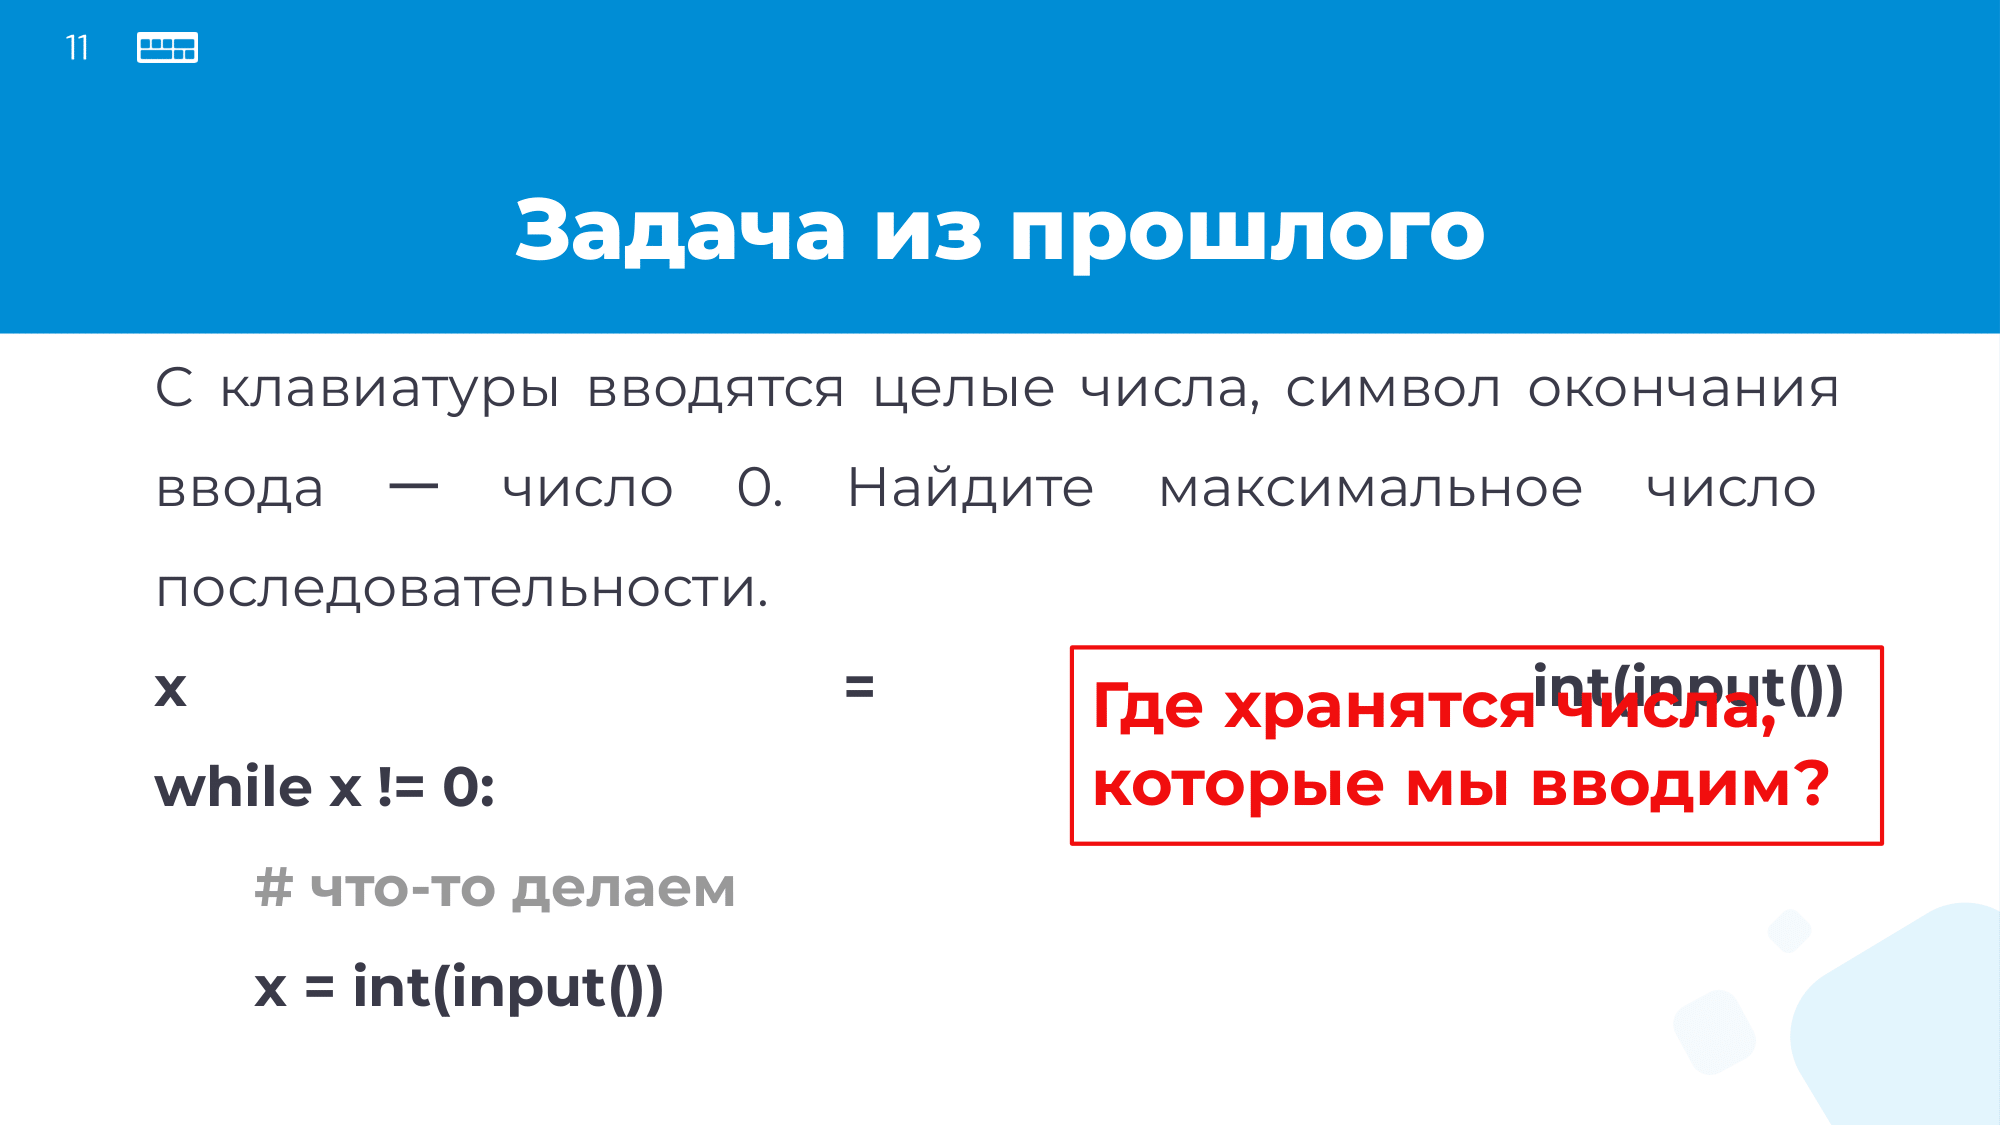 11
Задача из прошлого
С клавиатуры вводятся целые числа, символ окончания
ввода — число 0. Найдите максимальное число
последовательности.
x = int(input())
Где хранятся числа,
которые мы вводим?
while x != 0:
# что-то делаем
x = int(input())